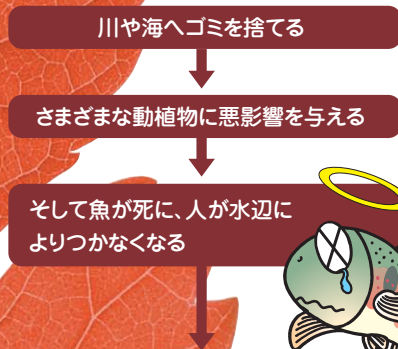 川や海へゴミを捨てる
さまざまな動植物に悪影響を与える
そして魚が死に、人が水辺に
よりつかなくなる